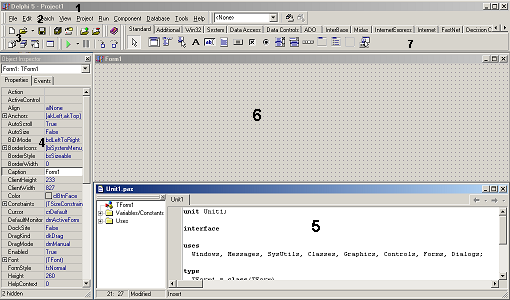 Delphi 5 - Project1 1
File Edit Search View Project Run Component Database Tools Help <None>
2
Standard Additional Win32 System Data Access Data Controls ADO InterBase Midas InternetExpress Internet FastNet Decision C
3
7
Object Inspector
Form1: TForm1
Properties Events
Action
ActiveControl
Align alNone
Anchors [akLeft,akTop]
AutoScroll True
AutoSize False
BiDiMode bdLeftToRight
4
BorderIcons [biSystemMenu
BorderStyle bsSizeable
BorderWidth 0
Caption Form1
ClientHeight 233
ClientWidth 827
Color clBtnFace
Constraints (TSizeConstrain
Cursor crDefault
DefaultMonitor dmActiveForm
DockSite False
DragKind dkDrag
DragMode dmManual
Enabled True
Font (TFont)
FormStyle fsNormal
Height 260
HelpContext 0
2 hidden
Form1
6
Unit1.pas
TForm1
Variables/Constants
Uses
Unit1
unit Unit1;
interface
5
uses
Windows, Messages, SysUtils, Classes, Graphics, Controls, Forms, Dialogs;
type
TForm1 = class(TForm)
21: 27 Modified Insert